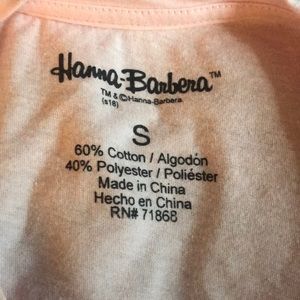 Hanna-Barbera™
TM & ©Hanna-Barbera.
(s16)
S
60% Cotton / Algodón
40% Polyester / Poliéster
Made in China
Hecho en China
RN# 71868